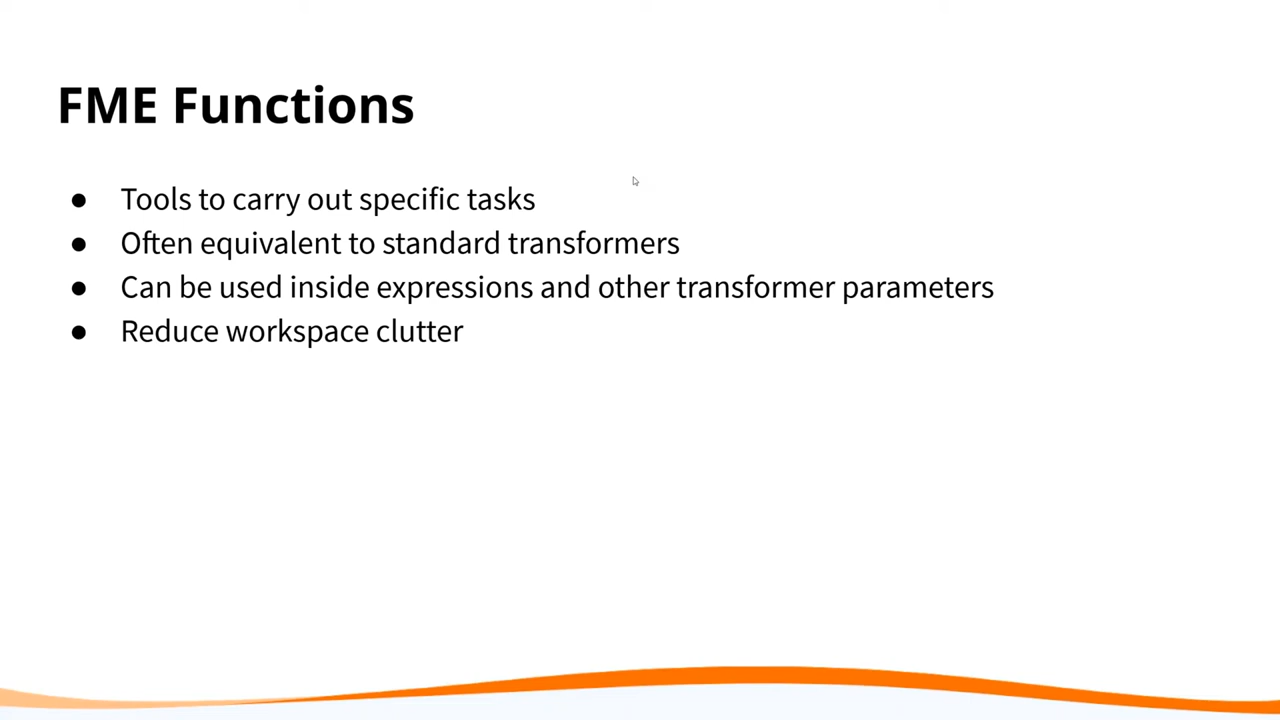 FME Functions
● Tools to carry out specific tasks
● Often equivalent to standard transformers
● Can be used inside expressions and other transformer parameters
● Reduce workspace clutter